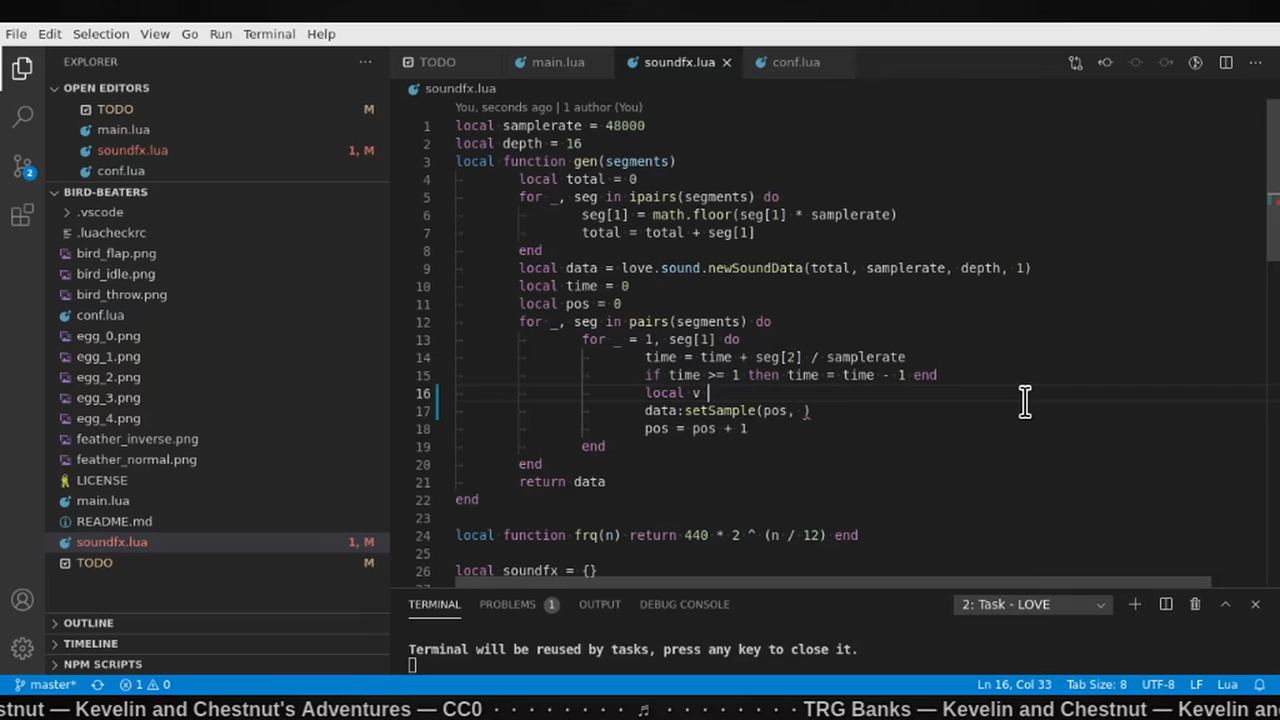 File Edit Selection View Go Run Terminal Help
EXPLORER
OPEN EDITORS
TODO M
main.lua
soundfx.lua 1, M
conf.lua
2
BIRD-BEATERS
.vscode
.luacheckrc
bird_flap.png
bird_idle.png
bird_throw.png
conf.lua
egg_0.png
egg_1.png
egg_2.png
egg_3.png
egg_4.png
feather_inverse.png
feather_normal.png
LICENSE
main.lua
README.md
soundfx.lua 1, M
TODO M
OUTLINE
TIMELINE
NPM SCRIPTS
TODO main.lua soundfx.lua conf.lua
soundfx.lua
You, seconds ago | 1 author (You)
1 local samplerate = 48000
2 local depth = 16
3 local function gen(segments)
4 local total = 0
5 for _, seg in ipairs(segments) do
6 seg[1] = math.floor(seg[1] * samplerate)
7 total = total + seg[1]
8 end
9 local data = love.sound.newSoundData(total, samplerate, depth, 1)
10 local time = 0
11 local pos = 0
12 for _, seg in pairs(segments) do
13 for _ = 1, seg[1] do
14 time = time + seg[2] / samplerate
15 if time >= 1 then time = time - 1 end
16 local v
17 data:setSample(pos, )
18 pos = pos + 1
19 end
20 end
21 return data
22 end
23
24 local function frq(n) return 440 * 2 ^ (n / 12) end
25
26 local soundfx = {}
TERMINAL PROBLEMS 1 OUTPUT DEBUG CONSOLE 2: Task - LOVE
Terminal will be reused by tasks, press any key to close it.
master* 1 0 Ln 16, Col 33 Tab Size: 8 UTF-8 LF Lua
stnut — Kevelin and Chestnut's Adventures — CC0 · · · · · · · ♬ · · · · · · · TRG Banks — Kevelin and Chestnut — Kevelin an